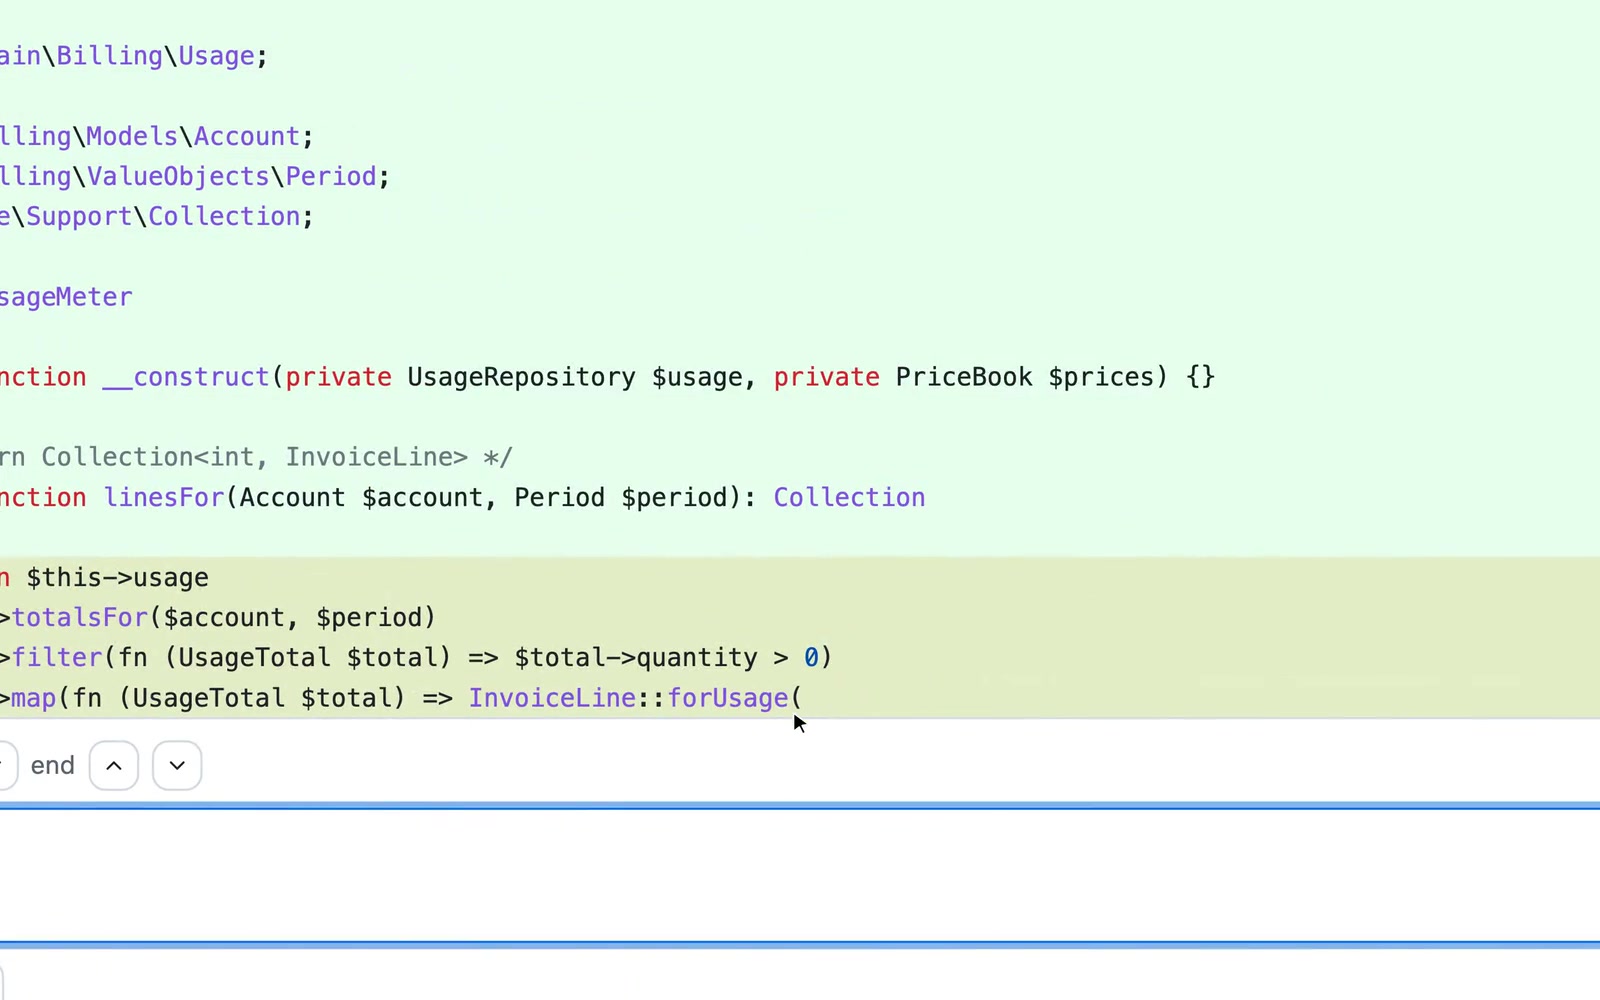 ain\Billing\Usage;
lling\Models\Account;
lling\ValueObjects\Period;
e\Support\Collection;
sageMeter
nction __construct(private UsageRepository $usage, private PriceBook $prices) {}
rn Collection<int, InvoiceLine> */
nction linesFor(Account $account, Period $period): Collection
n $this->usage
>totalsFor($account, $period)
>filter(fn (UsageTotal $total) => $total->quantity > 0)
>map(fn (UsageTotal $total) => InvoiceLine::forUsage(
end